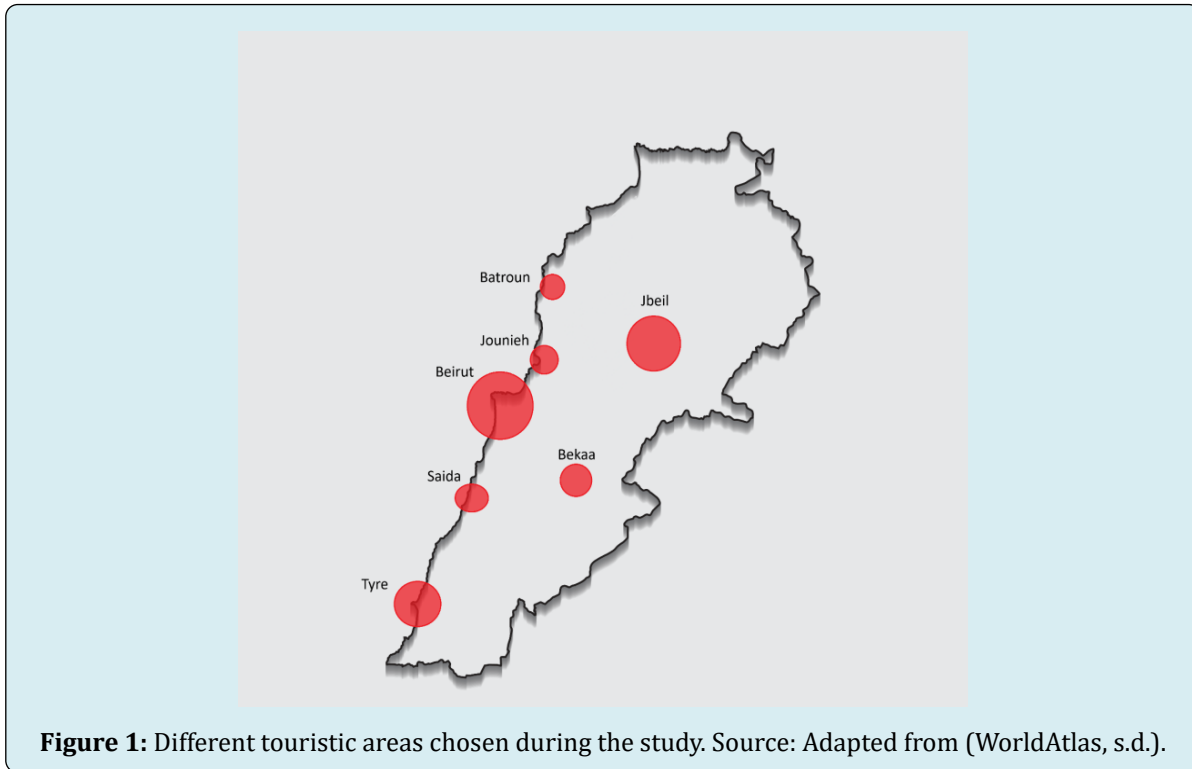 Batroun
Jbeil
Jounieh
Beirut
Bekaa
Saida
Tyre
Figure 1: Different touristic areas chosen during the study. Source: Adapted from (WorldAtlas, s.d.).